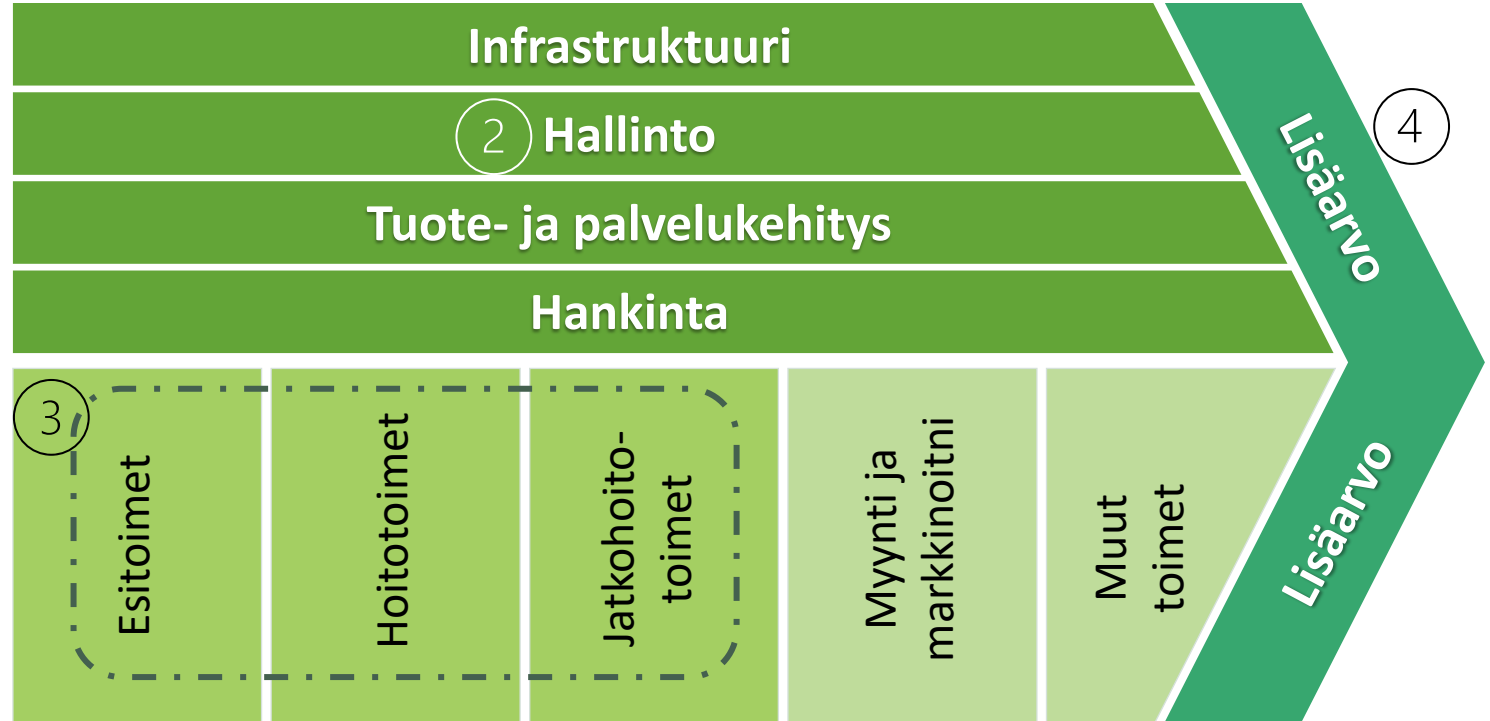 Infrastruktuuri
2 Hallinto
4
Tuote- ja palvelukehitys
Hankinta
Lisäarvo
Lisäarvo
3
Esitoimet
Hoitotoimet
Jatkohoito-
toimet
Myynti ja
markkinoitni
Muut
toimet